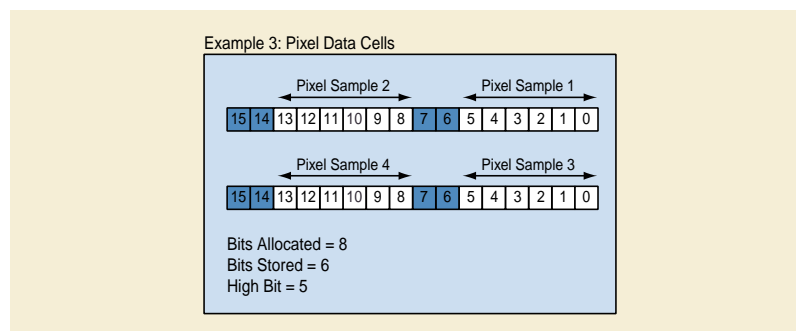 Example 3: Pixel Data Cells
Pixel Sample 2 Pixel Sample 1
15 14 13 12 11 10 9 8 7 6 5 4 3 2 1 0
Pixel Sample 4 Pixel Sample 3
15 14 13 12 11 10 9 8 7 6 5 4 3 2 1 0
Bits Allocated = 8
Bits Stored = 6
High Bit = 5